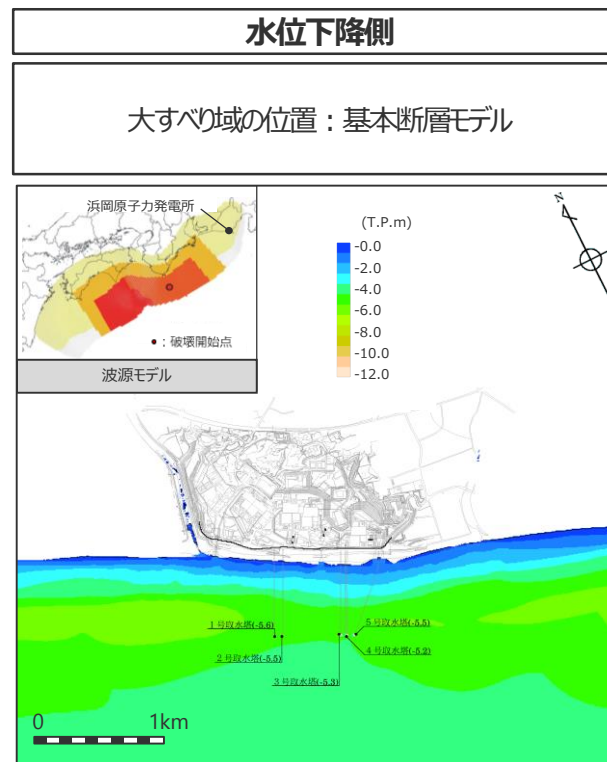 水位下降側
大すべり域の位置：基本断層モデル
浜岡原子力発電所
●：破壊開始点
波源モデル
(T.P.m)
-0.0
-2.0
-4.0
-6.0
-8.0
-10.0
-12.0
N
1号取水塔(-5.6)
2号取水塔(-5.5)
3号取水塔(-5.3)
4号取水塔(-5.2)
5号取水塔(-5.5)
0 1km